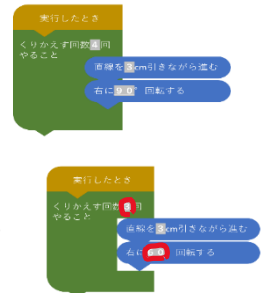 実行したとき
くりかえす回数4回
やること
直線を3cm引きながら進む
右に90° 回転する
実行したとき
くりかえす回数3回
やること
直線を3cm引きながら進む
右に60° 回転する